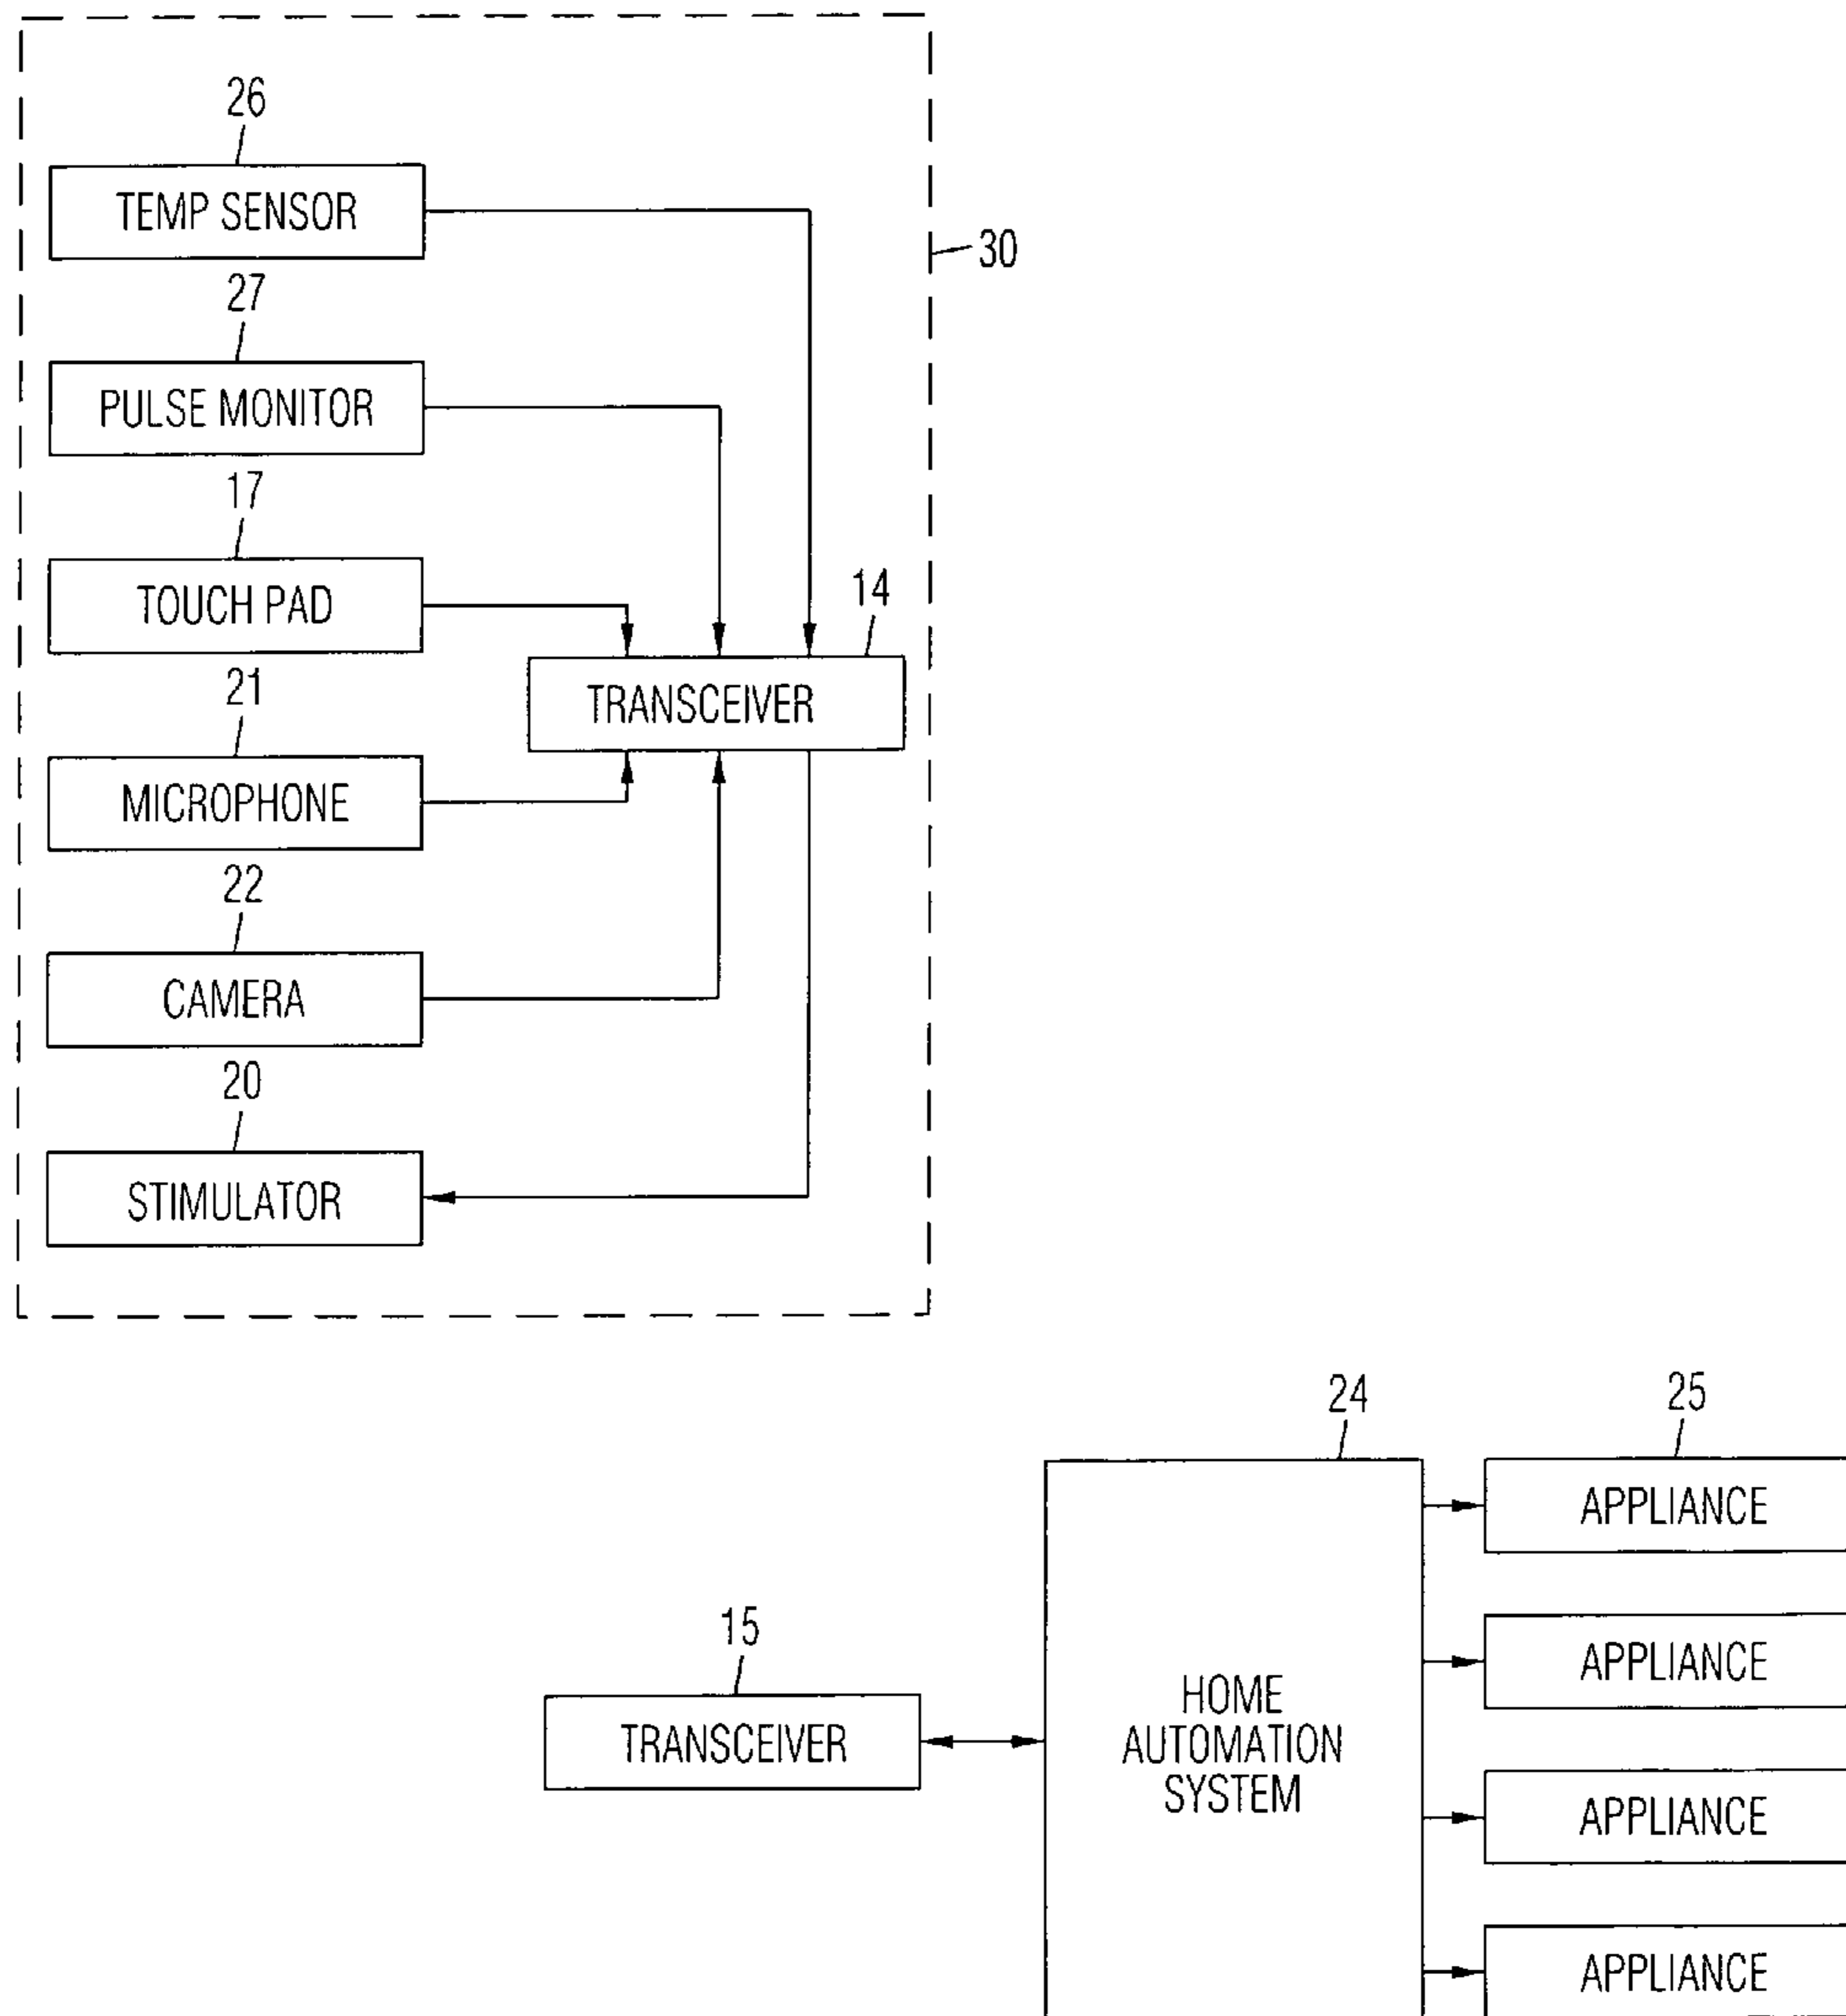 26
TEMP SENSOR
30
27
PULSE MONITOR
17
TOUCH PAD
14
TRANSCEIVER
21
MICROPHONE
22
CAMERA
20
STIMULATOR
24
25
APPLIANCE
15
TRANSCEIVER
HOME
AUTOMATION
SYSTEM
APPLIANCE
APPLIANCE
APPLIANCE